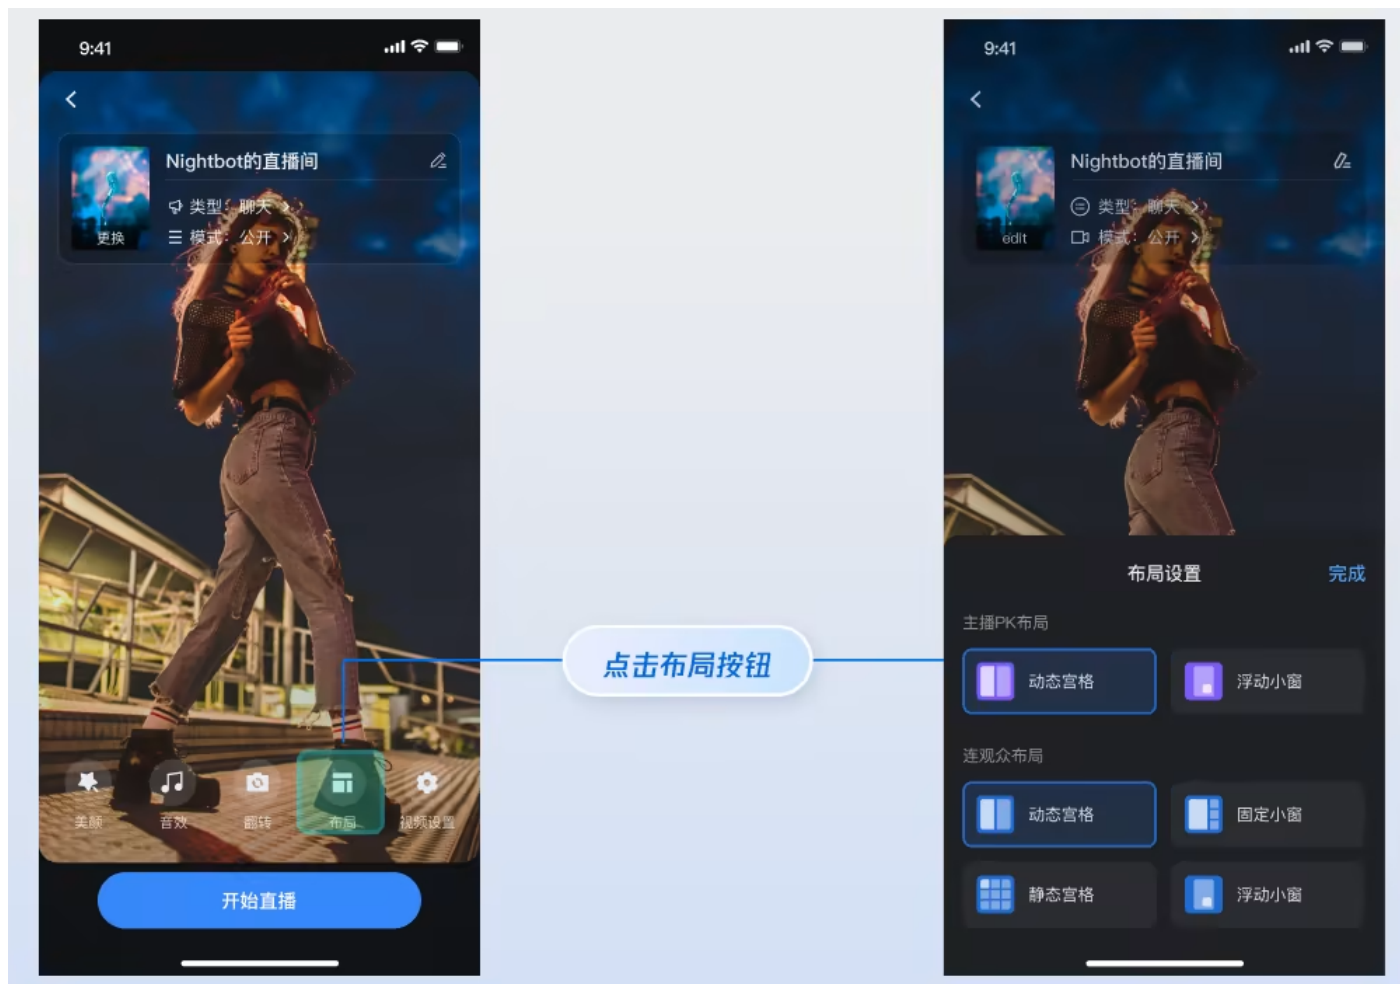 9:41
Nightbot的直播间
类型：聊天
更换
模式：公开
美颜
音效
翻转
布局
视频设置
开始直播
点击布局按钮
9:41
Nightbot的直播间
类型：聊天
edit
模式：公开
布局设置
完成
主播PK布局
动态宫格
浮动小窗
连观众布局
动态宫格
固定小窗
静态宫格
浮动小窗